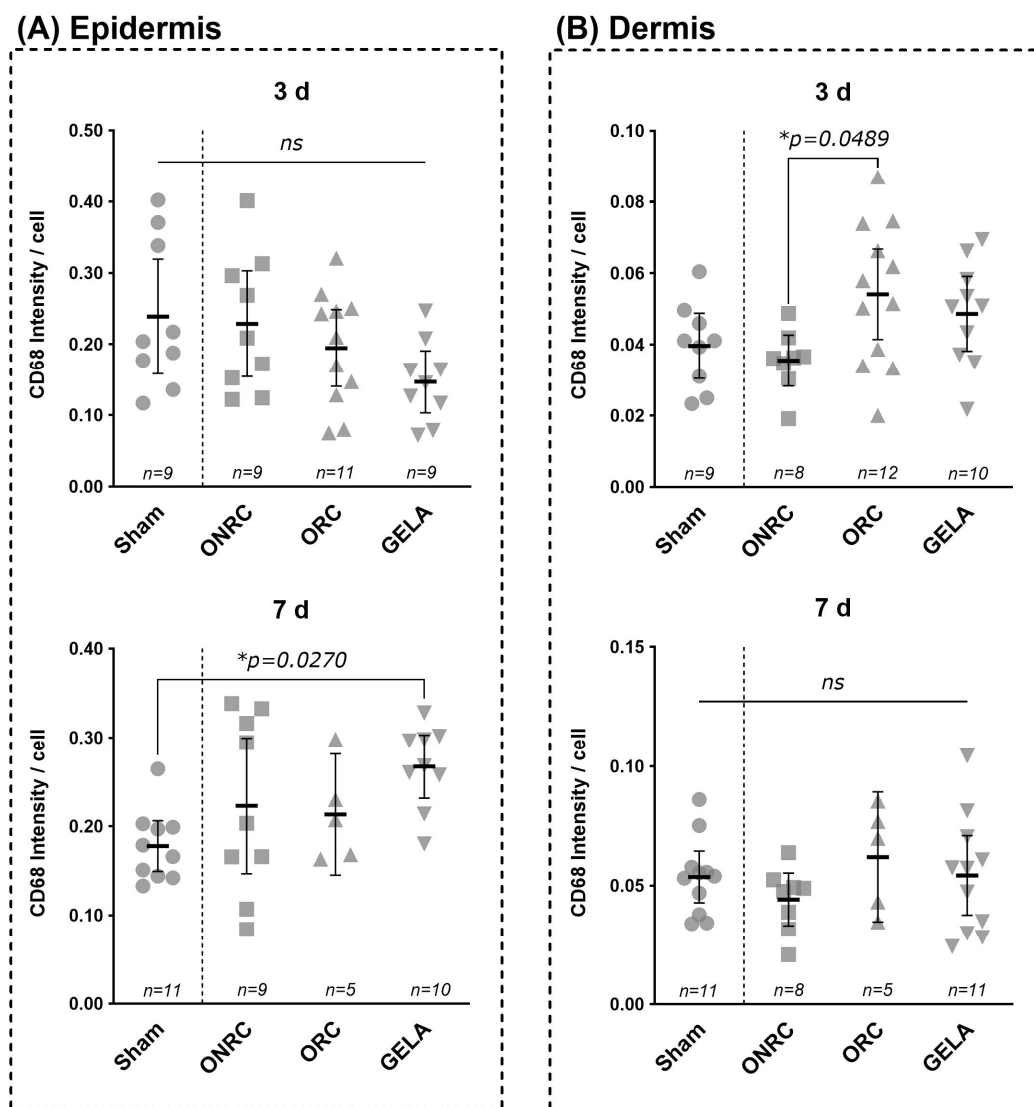 (A) Epidermis
3 d
CD68 Intensity / cell
0.50
0.40
0.30
0.20
0.10
0.00
ns
n=9
n=9
n=11
n=9
Sham
ONRC
ORC
GELA
7 d
CD68 Intensity / cell
0.40
0.30
0.20
0.10
0.00
*p=0.0270
n=11
n=9
n=5
n=10
Sham
ONRC
ORC
GELA
(B) Dermis
3 d
CD68 Intensity / cell
0.10
0.08
0.06
0.04
0.02
0.00
*p=0.0489
n=9
n=8
n=12
n=10
Sham
ONRC
ORC
GELA
7 d
CD68 Intensity / cell
0.15
0.10
0.05
0.00
ns
n=11
n=8
n=5
n=11
Sham
ONRC
ORC
GELA